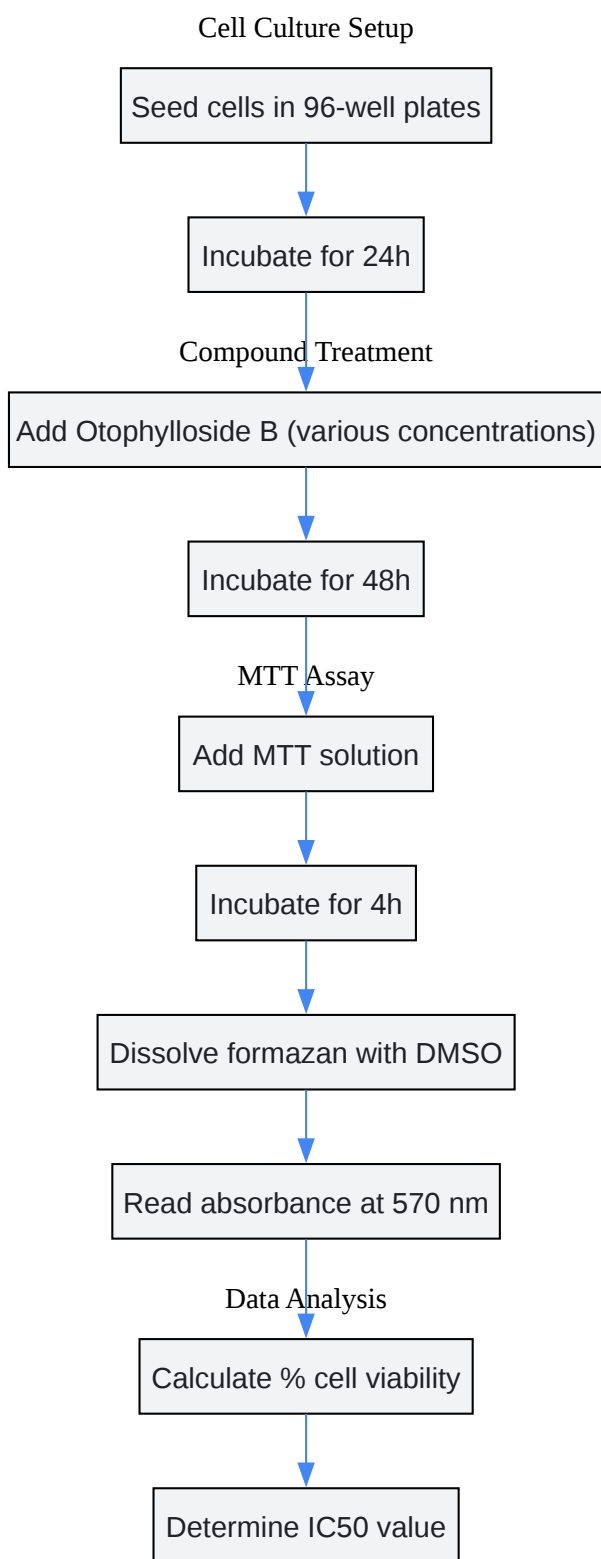 Cell Culture Setup
Seed cells in 96-well plates
Incubate for 24h
Compound Treatment
Add Otophylloside B (various concentrations)
Incubate for 48h
MTT Assay
Add MTT solution
Incubate for 4h
Dissolve formazan with DMSO
Read absorbance at 570 nm
Data Analysis
Calculate % cell viability
Determine IC50 value